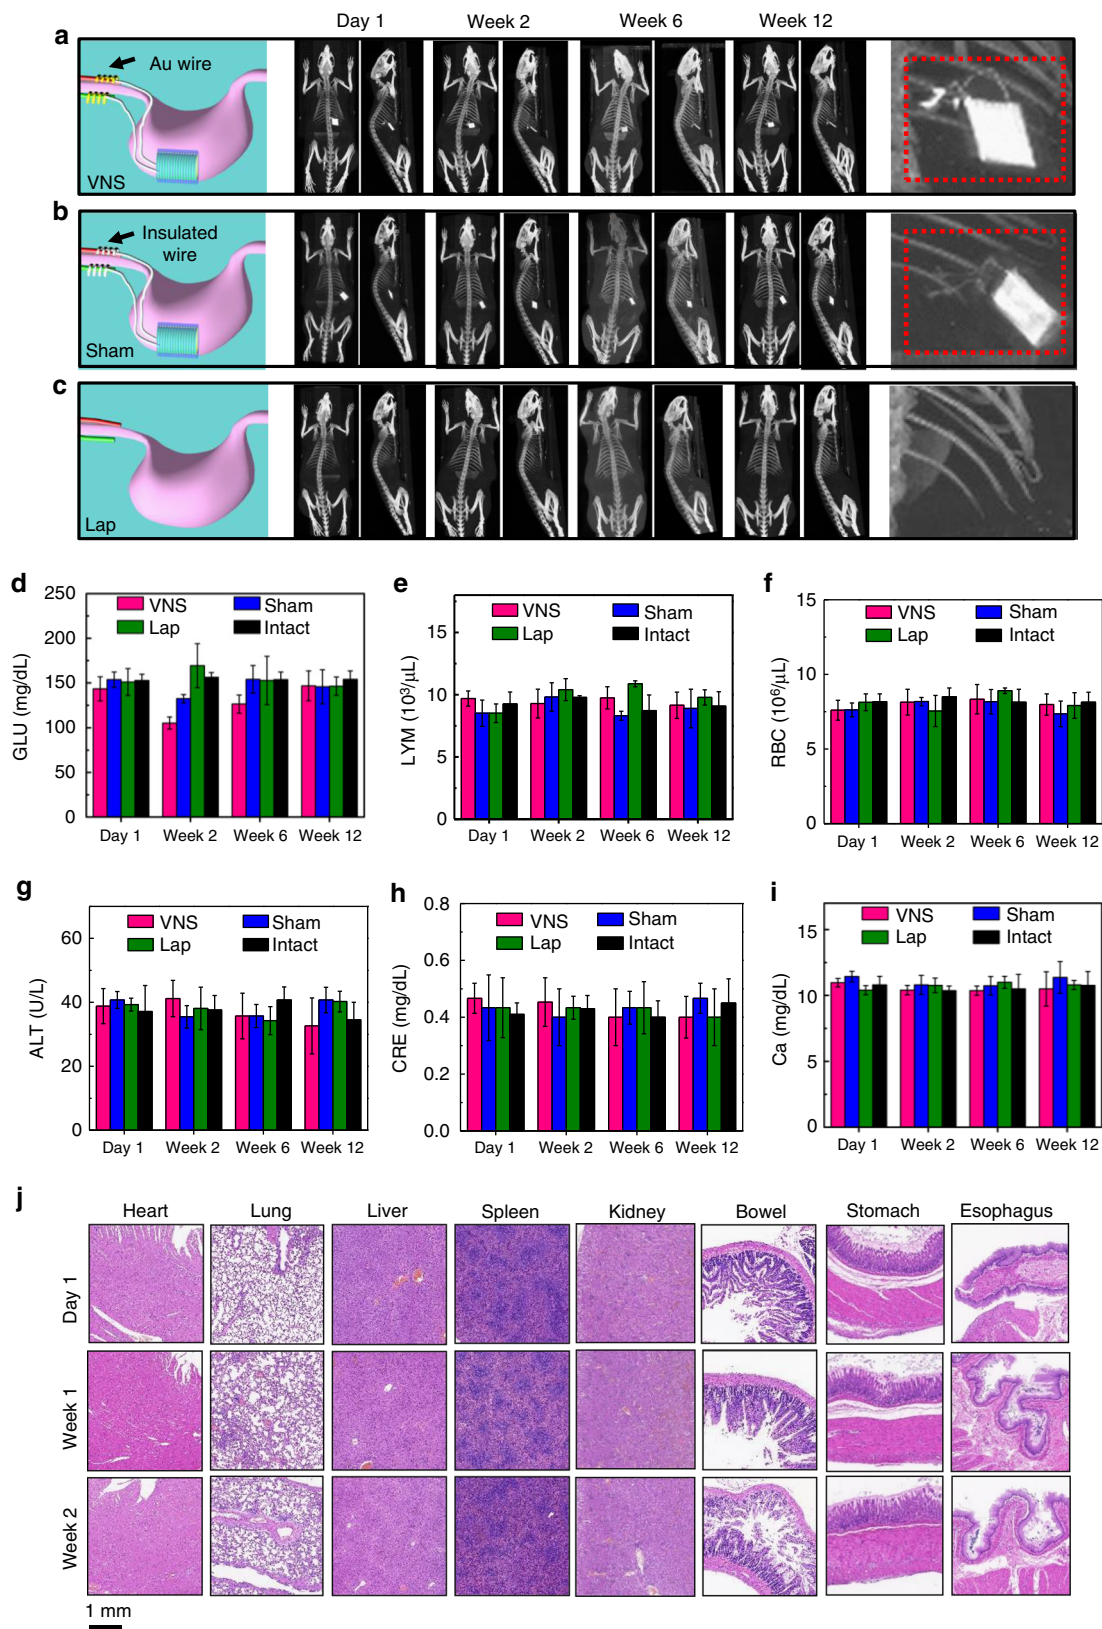 Day 1 Week 2 Week 6 Week 12
a
Au wire
VNS
b
Insulated
wire
Sham
c
Lap
d
GLU (mg/dL)
250
200
150
100
50
0
VNS Sham
Lap Intact
Day 1 Week 2 Week 6 Week 12
e
LYM (10³/µL)
15
10
5
0
VNS Sham
Lap Intact
Day 1 Week 2 Week 6 Week 12
f
RBC (10⁶/µL)
15
10
5
0
VNS Sham
Lap Intact
Day 1 Week 2 Week 6 Week 12
g
ALT (U/L)
60
40
20
0
VNS Sham
Lap Intact
Day 1 Week 2 Week 6 Week 12
h
CRE (mg/dL)
0.8
0.6
0.4
0.2
0.0
VNS Sham
Lap Intact
Day 1 Week 2 Week 6 Week 12
i
Ca (mg/dL)
15
10
5
0
VNS Sham
Lap Intact
Day 1 Week 2 Week 6 Week 12
j
Heart Lung Liver Spleen Kidney Bowel Stomach Esophagus
Day 1
Week 1
Week 2
1 mm